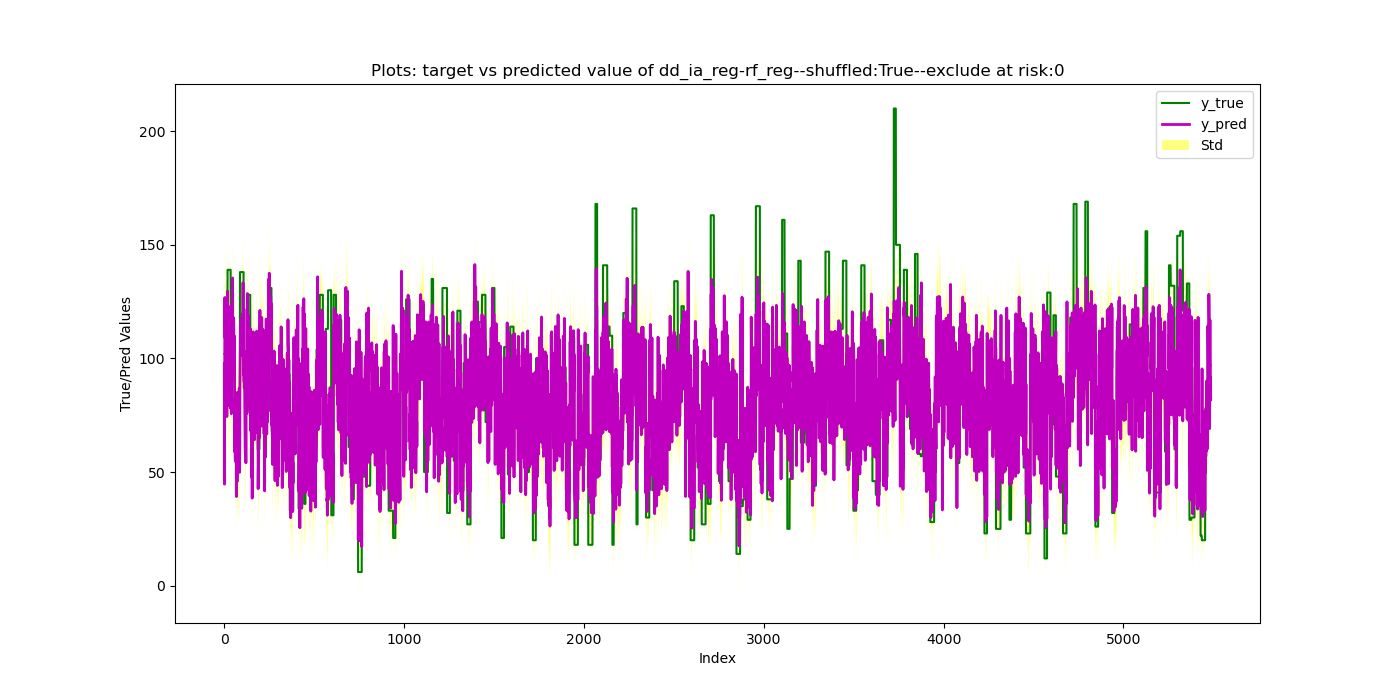 Plots: target vs predicted value of dd_ia_reg-rf_reg--shuffled:True--exclude at risk:0
y_true
y_pred
Std
200
150
100
50
0
True/Pred Values
0 1000 2000 3000 4000 5000
Index